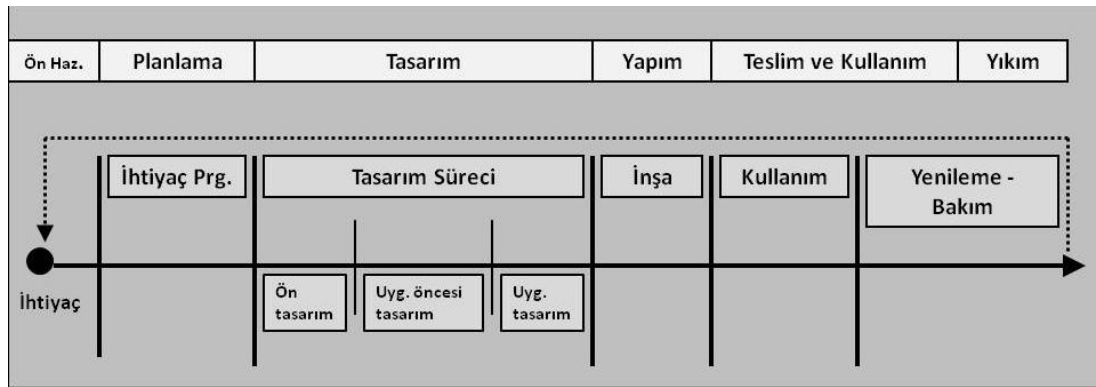 Ön Haz.
Planlama
Tasarım
Yapım
Teslim ve Kullanım
Yıkım
İhtiyaç Prg.
Tasarım Süreci
İnşa
Kullanım
Yenileme -
Bakım
İhtiyaç
Ön
tasarım
Uyg. öncesi
tasarım
Uyg.
tasarım